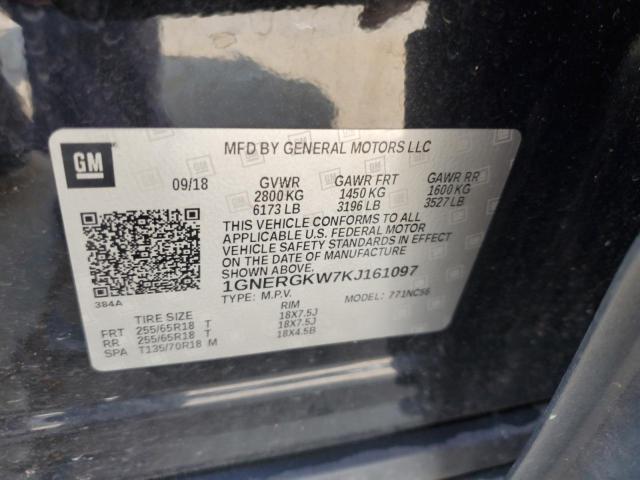 GM
MFD BY GENERAL MOTORS LLC
09/18 GVWR GAWR FRT GAWR RR
2800 KG 1450 KG 1600 KG
6173 LB 3196 LB 3527 LB
THIS VEHICLE CONFORMS TO ALL
APPLICABLE U.S. FEDERAL MOTOR
VEHICLE SAFETY STANDARDS IN EFFECT
ON THE DATE OF MANUFACTURE
SHOWN ABOVE.
1GNERGKW7KJ161097
TYPE: M.P.V. MODEL: 771NC56
384A
TIRE SIZE RIM
FRT 255/65R18 T 18X7.5J
RR 255/65R18 T 18X7.5J
SPA T135/70R18 M 18X4.5B